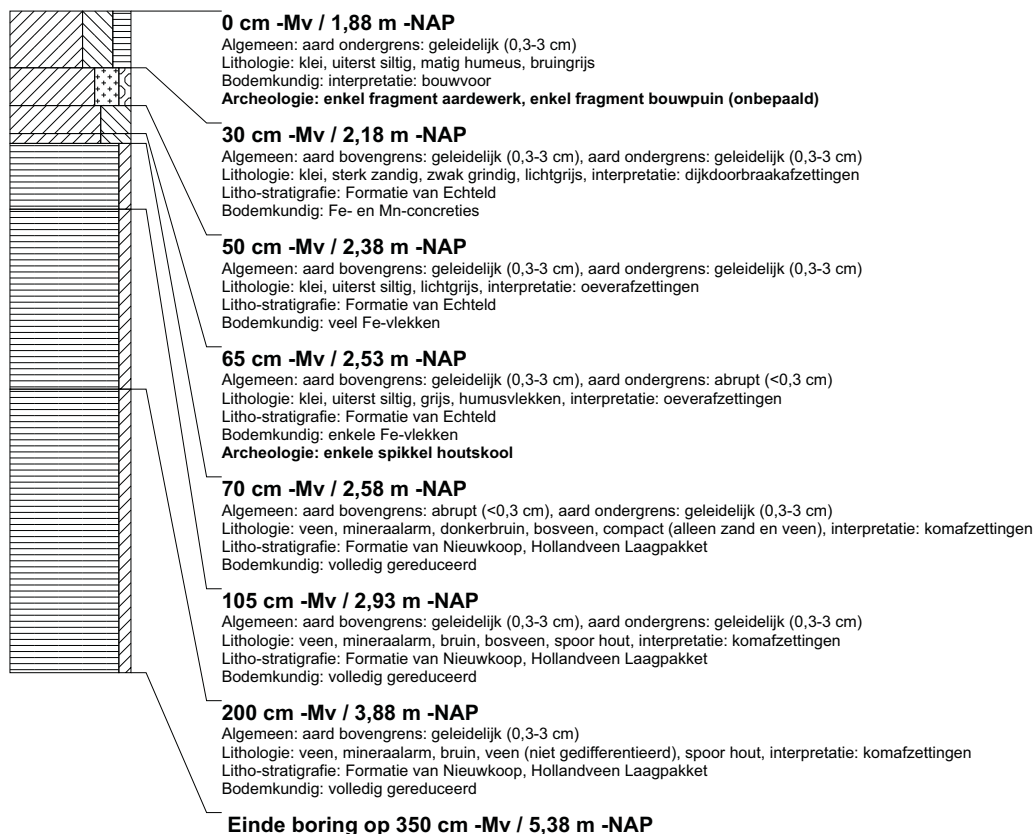 0 cm -Mv / 1,88 m -NAP
Algemeen: aard ondergrens: geleidelijk (0,3-3 cm)
Lithologie: klei, uiterst siltig, matig humeus, bruingrijs
Bodemkundig: interpretatie: bouwvoor
Archeologie: enkel fragment aardewerk, enkel fragment bouwpuin (onbepaald)
30 cm -Mv / 2,18 m -NAP
Algemeen: aard bovengrens: geleidelijk (0,3-3 cm), aard ondergrens: geleidelijk (0,3-3 cm)
Lithologie: klei, sterk zandig, zwak grindig, lichtgrijs, interpretatie: dijkdoorbraakafzettingen
Litho-stratigrafie: Formatie van Echteld
Bodemkundig: Fe- en Mn-concreties
50 cm -Mv / 2,38 m -NAP
Algemeen: aard bovengrens: geleidelijk (0,3-3 cm), aard ondergrens: geleidelijk (0,3-3 cm)
Lithologie: klei, uiterst siltig, lichtgrijs, interpretatie: oeverafzettingen
Litho-stratigrafie: Formatie van Echteld
Bodemkundig: veel Fe-vlekken
65 cm -Mv / 2,53 m -NAP
Algemeen: aard bovengrens: geleidelijk (0,3-3 cm), aard ondergrens: abrupt (<0,3 cm)
Lithologie: klei, uiterst siltig, grijs, humusvlekken, interpretatie: oeverafzettingen
Litho-stratigrafie: Formatie van Echteld
Bodemkundig: enkele Fe-vlekken
Archeologie: enkele spikkel houtskool
70 cm -Mv / 2,58 m -NAP
Algemeen: aard bovengrens: abrupt (<0,3 cm), aard ondergrens: geleidelijk (0,3-3 cm)
Lithologie: veen, mineraalarm, donkerbruin, bosveen, compact (alleen zand en veen), interpretatie: komafzettingen
Litho-stratigrafie: Formatie van Nieuwkoop, Hollandveen Laagpakket
Bodemkundig: volledig gereduceerd
105 cm -Mv / 2,93 m -NAP
Algemeen: aard bovengrens: geleidelijk (0,3-3 cm), aard ondergrens: geleidelijk (0,3-3 cm)
Lithologie: veen, mineraalarm, bruin, bosveen, spoor hout, interpretatie: komafzettingen
Litho-stratigrafie: Formatie van Nieuwkoop, Hollandveen Laagpakket
Bodemkundig: volledig gereduceerd
200 cm -Mv / 3,88 m -NAP
Algemeen: aard bovengrens: geleidelijk (0,3-3 cm)
Lithologie: veen, mineraalarm, bruin, veen (niet gedifferentieerd), spoor hout, interpretatie: komafzettingen
Litho-stratigrafie: Formatie van Nieuwkoop, Hollandveen Laagpakket
Bodemkundig: volledig gereduceerd
Einde boring op 350 cm -Mv / 5,38 m -NAP